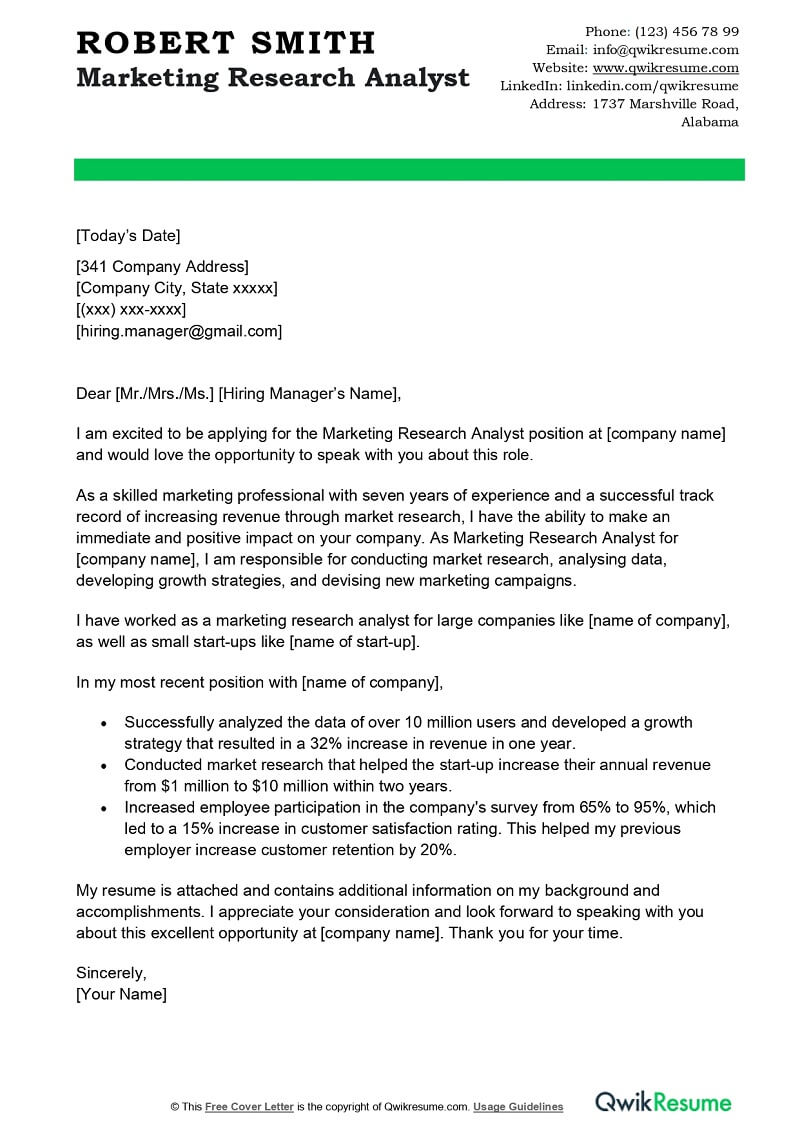 ROBERT SMITH
Marketing Research Analyst
Phone: (123) 456 78 99
Email: info@qwikresume.com
Website: www.qwikresume.com
LinkedIn: linkedin.com/qwikresume
Address: 1737 Marshville Road,
Alabama
[Today’s Date]
[341 Company Address]
[Company City, State xxxxx]
[(xxx) xxx-xxxx]
[hiring.manager@gmail.com]
Dear [Mr./Mrs./Ms.] [Hiring Manager’s Name],
I am excited to be applying for the Marketing Research Analyst position at [company name]
and would love the opportunity to speak with you about this role.
As a skilled marketing professional with seven years of experience and a successful track
record of increasing revenue through market research, I have the ability to make an
immediate and positive impact on your company. As Marketing Research Analyst for
[company name], I am responsible for conducting market research, analysing data,
developing growth strategies, and devising new marketing campaigns.
I have worked as a marketing research analyst for large companies like [name of company],
as well as small start-ups like [name of start-up].
In my most recent position with [name of company],
• Successfully analyzed the data of over 10 million users and developed a growth
strategy that resulted in a 32% increase in revenue in one year.
• Conducted market research that helped the start-up increase their annual revenue
from $1 million to $10 million within two years.
• Increased employee participation in the company's survey from 65% to 95%, which
led to a 15% increase in customer satisfaction rating. This helped my previous
employer increase customer retention by 20%.
My resume is attached and contains additional information on my background and
accomplishments. I appreciate your consideration and look forward to speaking with you
about this excellent opportunity at [company name]. Thank you for your time.
Sincerely,
[Your Name]
© This Free Cover Letter is the copyright of Qwikresume.com. Usage Guidelines
QwikResume